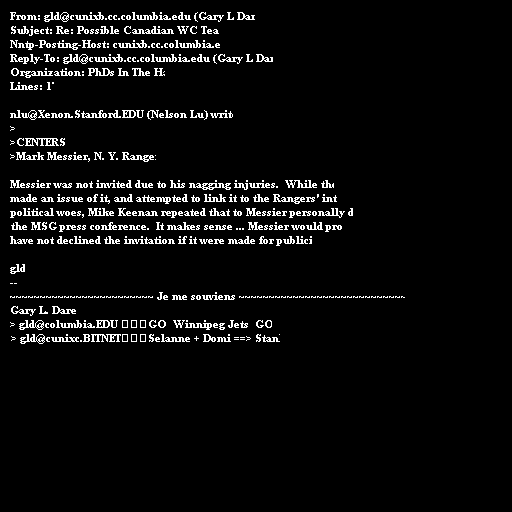 From: gld@cunixb.cc.columbia.edu (Gary L Dar
Subject: Re: Possible Canadian WC Tea
Nntp-Posting-Host: cunixb.cc.columbia.e
Reply-To: gld@cunixb.cc.columbia.edu (Gary L Dar
Organization: PhDs In The Ha
Lines: 1

nlu@Xenon.Stanford.EDU (Nelson Lu) writ
>
>CENTERS
>Mark Messier, N. Y. Ranger

Messier was not invited due to his nagging injuries.  While the
made an issue of it, and attempted to link it to the Rangers' int
political woes, Mike Keenan repeated that to Messier personally d
the MSG press conference.  It makes sense ... Messier would pro
have not declined the invitation if it were made for publici

gld
--
~~~~~~~~~~~~~~~~~~~~~~~~ Je me souviens ~~~~~~~~~~~~~~~~~~~~~~~~~~~~
Gary L. Dare
> gld@columbia.EDU □□□GO  Winnipeg Jets  GO
> gld@cunixc.BITNET□□□Selanne + Domi ==> Stan